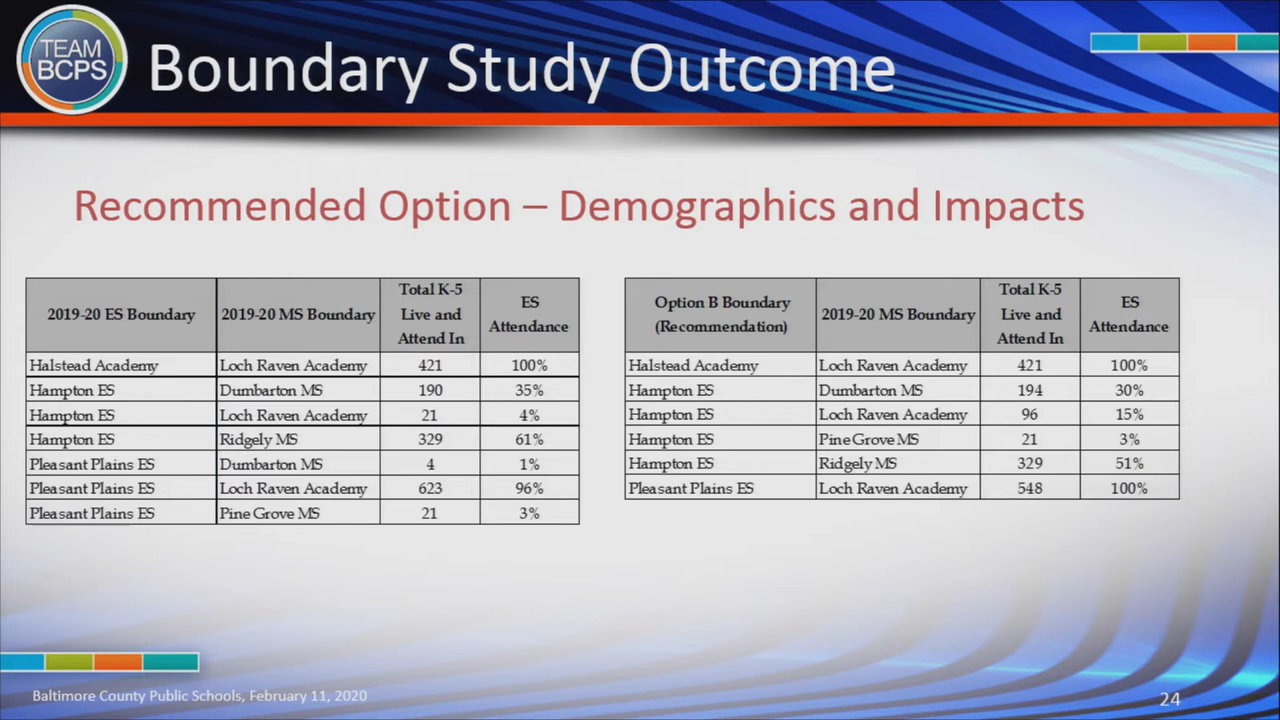 TEAM
BCPS
Boundary Study Outcome
Recommended Option – Demographics and Impacts
2019-20 ES Boundary 2019-20 MS Boundary Total K-5 Live and Attend In ES Attendance
Halstead Academy Loch Raven Academy 421 100%
Hampton ES Dumbarton MS 190 35%
Hampton ES Loch Raven Academy 21 4%
Hampton ES Ridgely MS 329 61%
Pleasant Plains ES Dumbarton MS 4 1%
Pleasant Plains ES Loch Raven Academy 623 96%
Pleasant Plains ES Pine Grove MS 21 3%
Option B Boundary (Recommendation) 2019-20 MS Boundary Total K-5 Live and Attend In ES Attendance
Halstead Academy Loch Raven Academy 421 100%
Hampton ES Dumbarton MS 194 30%
Hampton ES Loch Raven Academy 96 15%
Hampton ES Pine Grove MS 21 3%
Hampton ES Ridgely MS 329 51%
Pleasant Plains ES Loch Raven Academy 548 100%
Baltimore County Public Schools, February 11, 2020
24